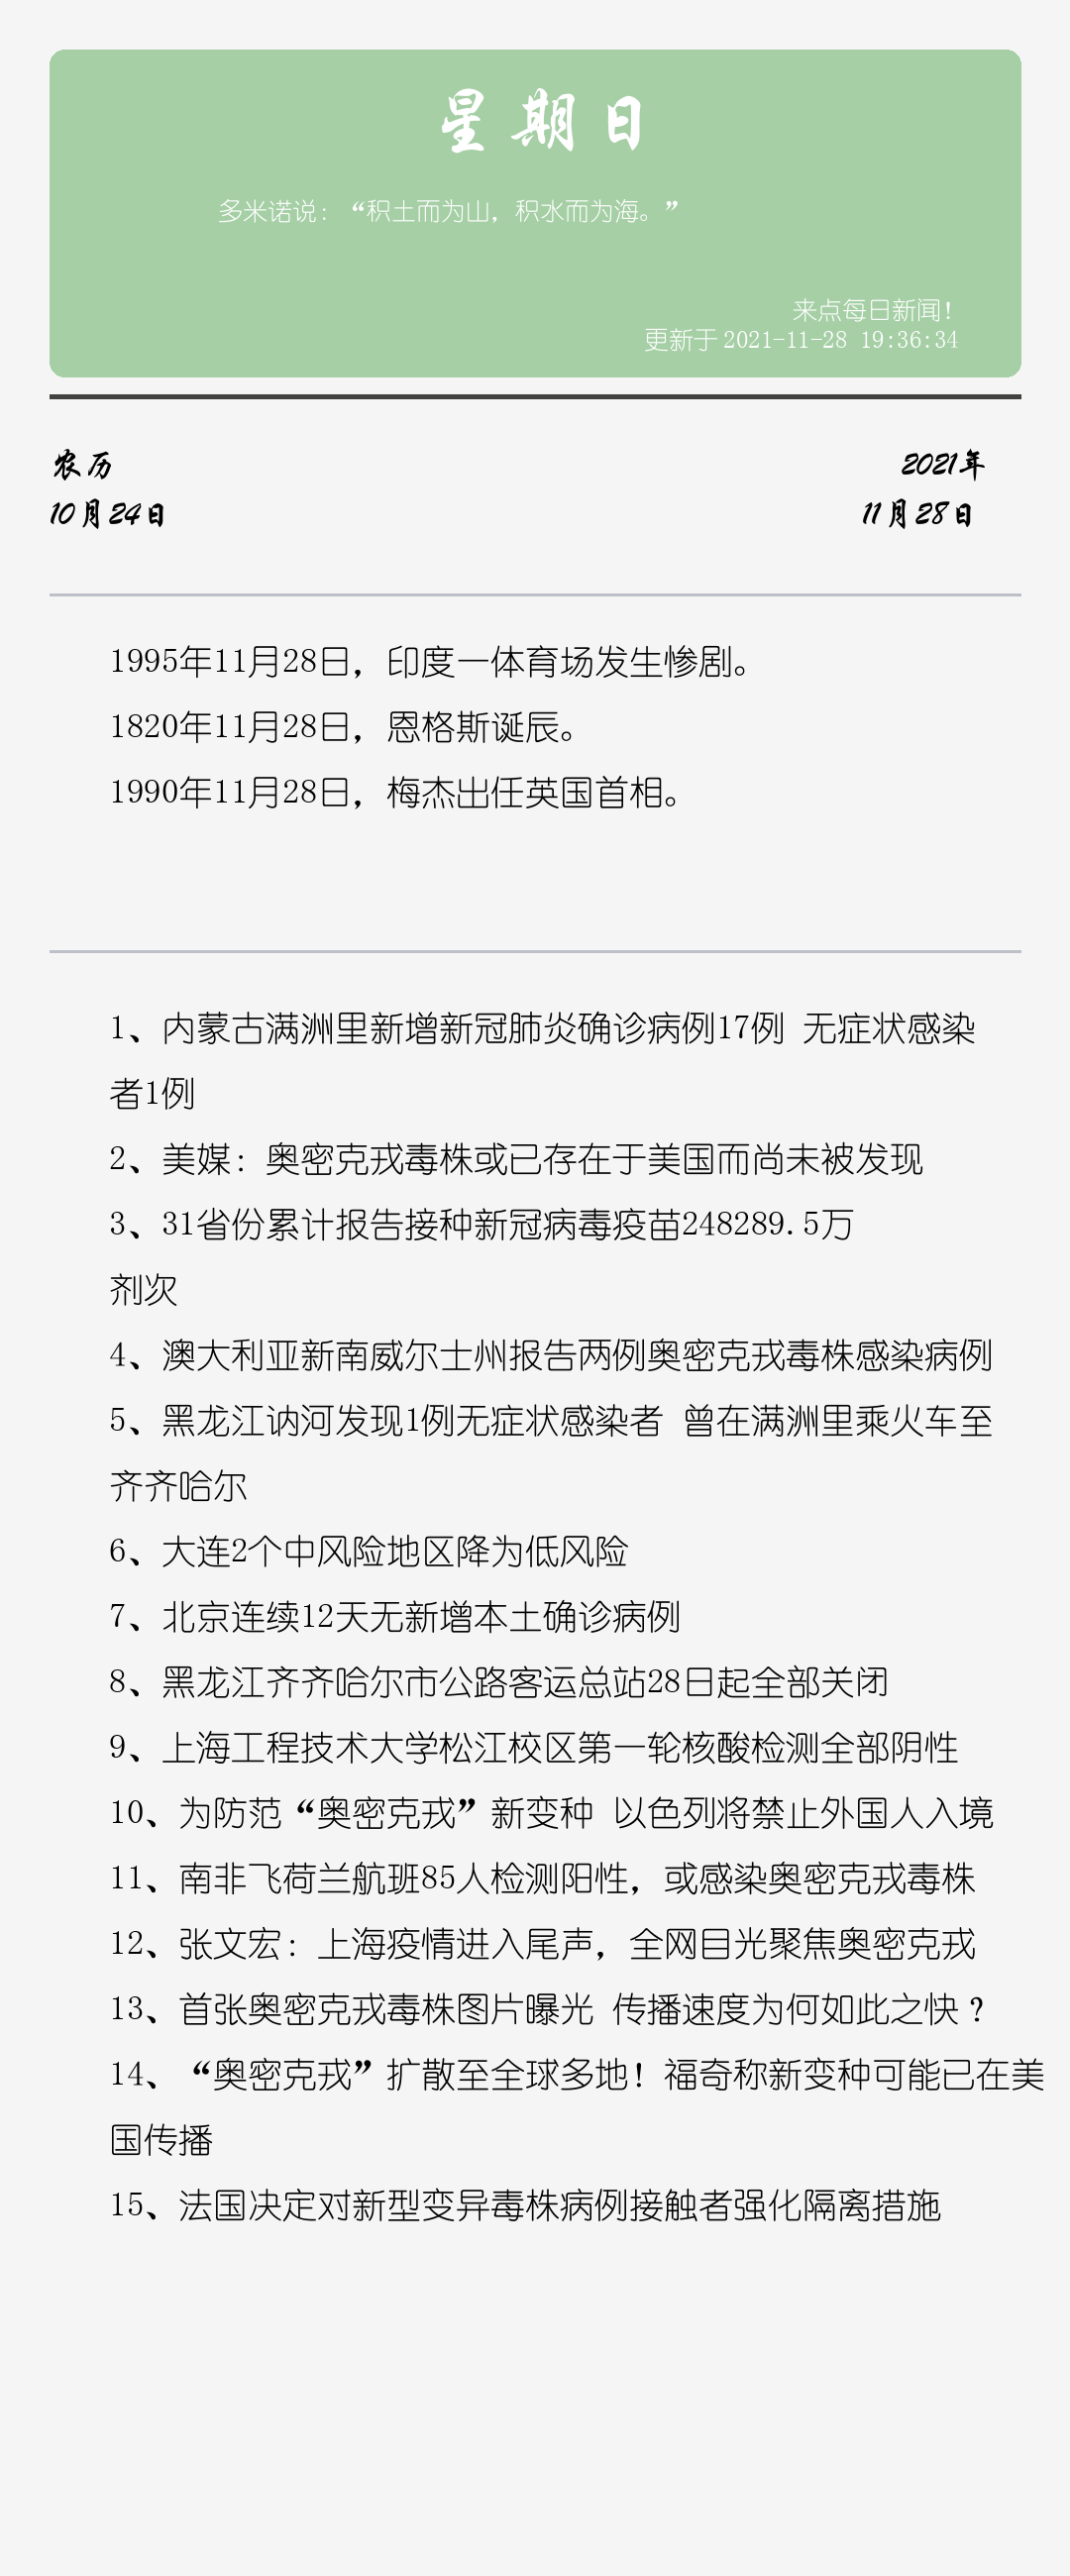 星期日
多米诺说：“积土而为山，积水而为海。”
来点每日新闻！
更新于 2021-11-28 19:36:34
农历
2021年
10月24日
11月28日
1995年11月28日，印度一体育场发生惨剧。
1820年11月28日，恩格斯诞辰。
1990年11月28日，梅杰出任英国首相。
1、内蒙古满洲里新增新冠肺炎确诊病例17例 无症状感染
者1例
2、美媒：奥密克戎毒株或已存在于美国而尚未被发现
3、31省份累计报告接种新冠病毒疫苗248289.5万
剂次
4、澳大利亚新南威尔士州报告两例奥密克戎毒株感染病例
5、黑龙江讷河发现1例无症状感染者 曾在满洲里乘火车至
齐齐哈尔
6、大连2个中风险地区降为低风险
7、北京连续12天无新增本土确诊病例
8、黑龙江齐齐哈尔市公路客运总站28日起全部关闭
9、上海工程技术大学松江校区第一轮核酸检测全部阴性
10、为防范“奥密克戎”新变种 以色列将禁止外国人入境
11、南非飞荷兰航班85人检测阳性，或感染奥密克戎毒株
12、张文宏：上海疫情进入尾声，全网目光聚焦奥密克戎
13、首张奥密克戎毒株图片曝光 传播速度为何如此之快？
14、“奥密克戎”扩散至全球多地！福奇称新变种可能已在美
国传播
15、法国决定对新型变异毒株病例接触者强化隔离措施